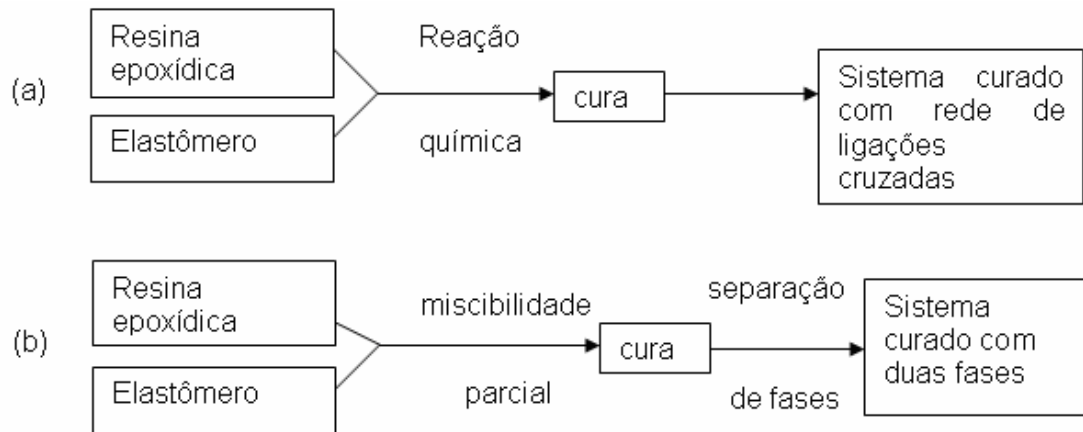 (a)
Resina
epoxídica
Elastômero
Reação
química
cura
Sistema curado
com rede de
ligações
cruzadas
(b)
Resina
epoxídica
Elastômero
miscibilidade
parcial
cura
separação
de fases
Sistema
curado com
duas fases